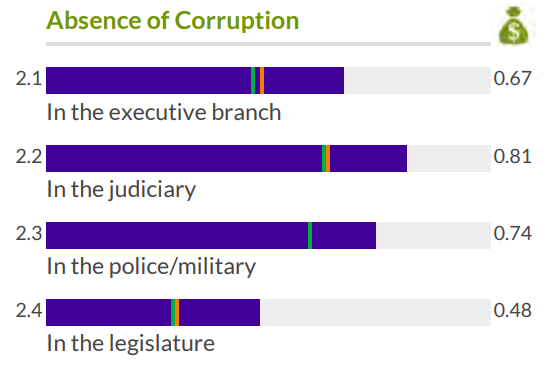 Absence of Corruption
$
2.1 0.67
In the executive branch
2.2 0.81
In the judiciary
2.3 0.74
In the police/military
2.4 0.48
In the legislature